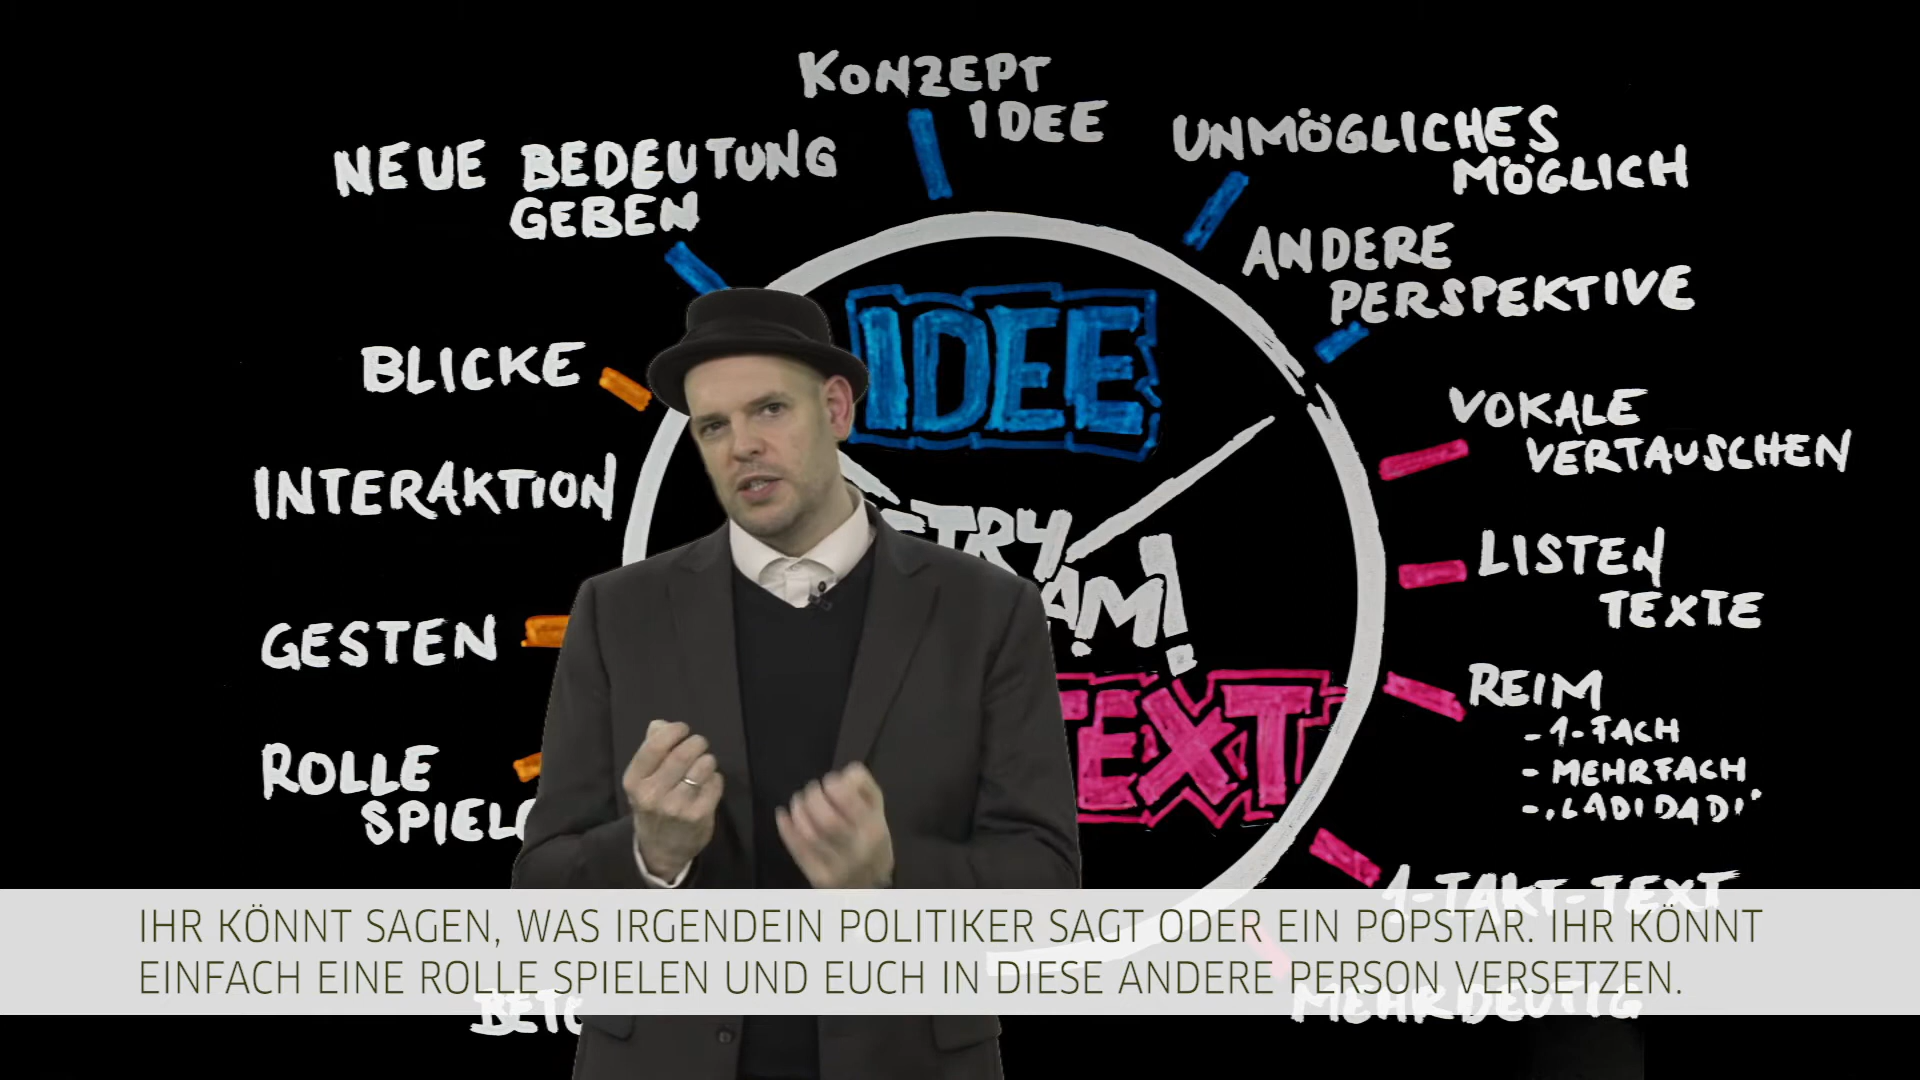 KONZEPT
IDEE
UNMÖGLICHES
MÖGLICH
NEUE BEDEUTUNG
GEBEN
ANDERE
PERSPEKTIVE
IDEE
BLICKE
VOKALE
VERTAUSCHEN
INTERAKTION
LISTEN
TEXTE
GESTEN
REIM
- 1-FACH
- MEHRFACH
- 'LADIDADI'
ROLLE
1-TAKT-TEXT
IHR KÖNNT SAGEN, WAS IRGENDEIN POLITIKER SAGT ODER EIN POPSTAR. IHR KÖNNT
EINFACH EINE ROLLE SPIELEN UND EUCH IN DIESE ANDERE PERSON VERSETZEN.
MEHRDEUTIG